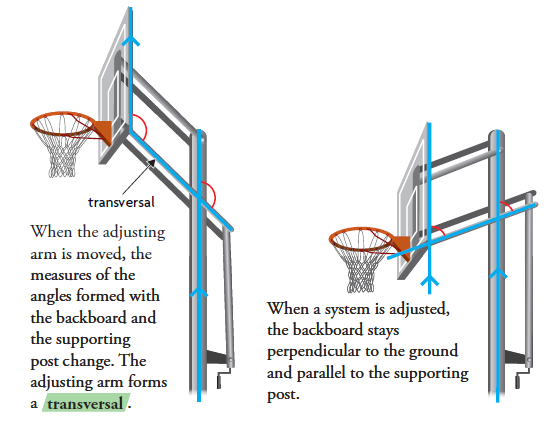 transversal
When the adjusting
arm is moved, the
measures of the
angles formed with
the backboard and
the supporting
post change. The
adjusting arm forms
a transversal.
When a system is adjusted,
the backboard stays
perpendicular to the ground
and parallel to the supporting
post.